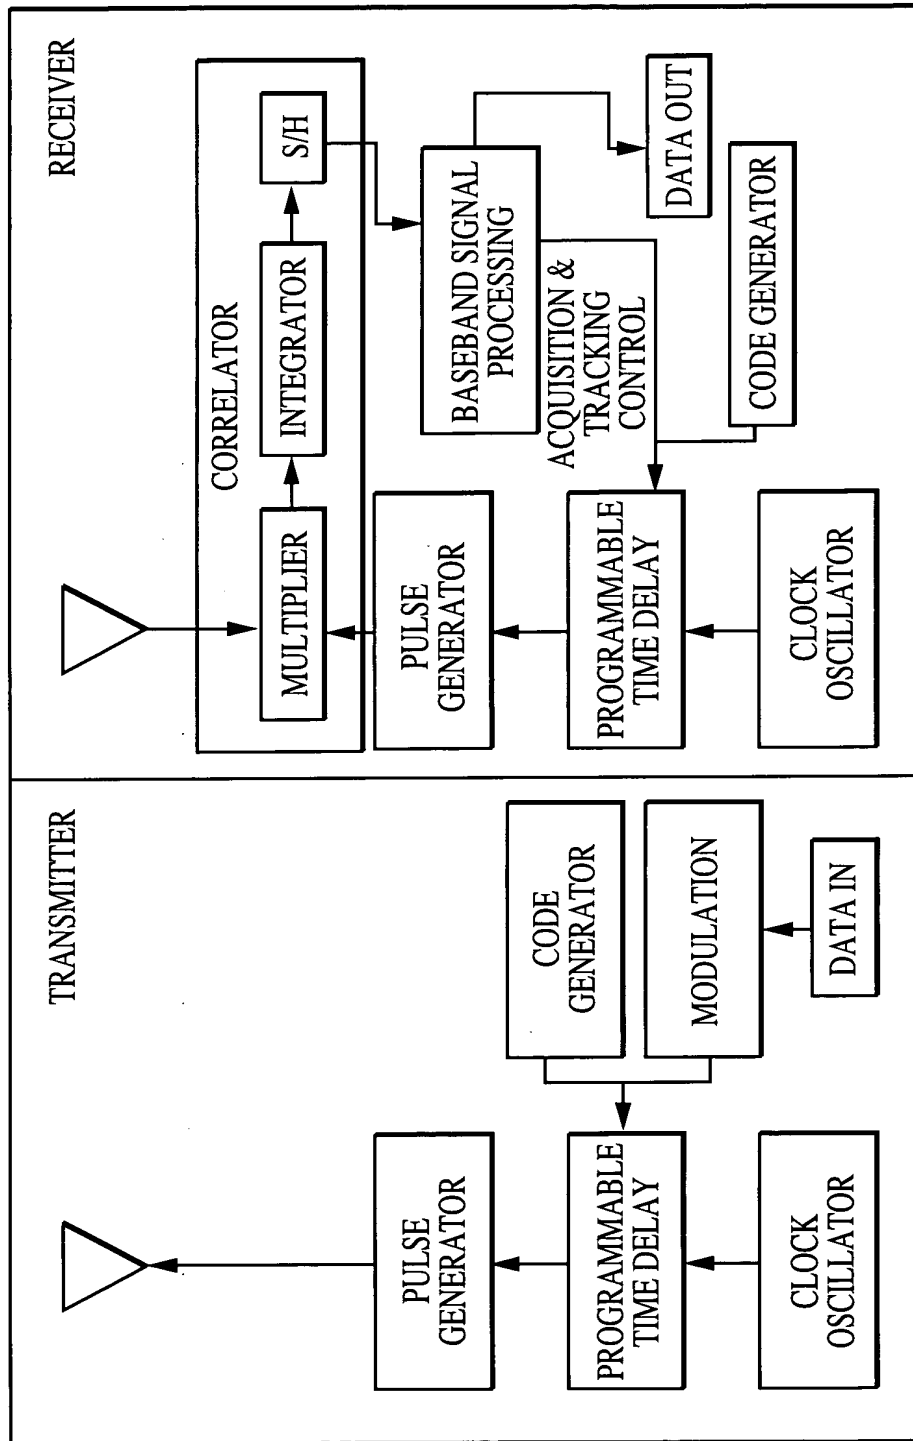 TRANSMITTER
PULSE
GENERATOR
CODE
GENERATOR
PROGRAMMABLE
TIME DELAY
MODULATION
CLOCK
OSCILLATOR
DATA IN
RECEIVER
CORRELATOR
MULTIPLIER
INTEGRATOR
S/H
PULSE
GENERATOR
BASEBAND SIGNAL
PROCESSING
ACQUISITION &
TRACKING
CONTROL
PROGRAMMABLE
TIME DELAY
DATA OUT
CLOCK
OSCILLATOR
CODE GENERATOR